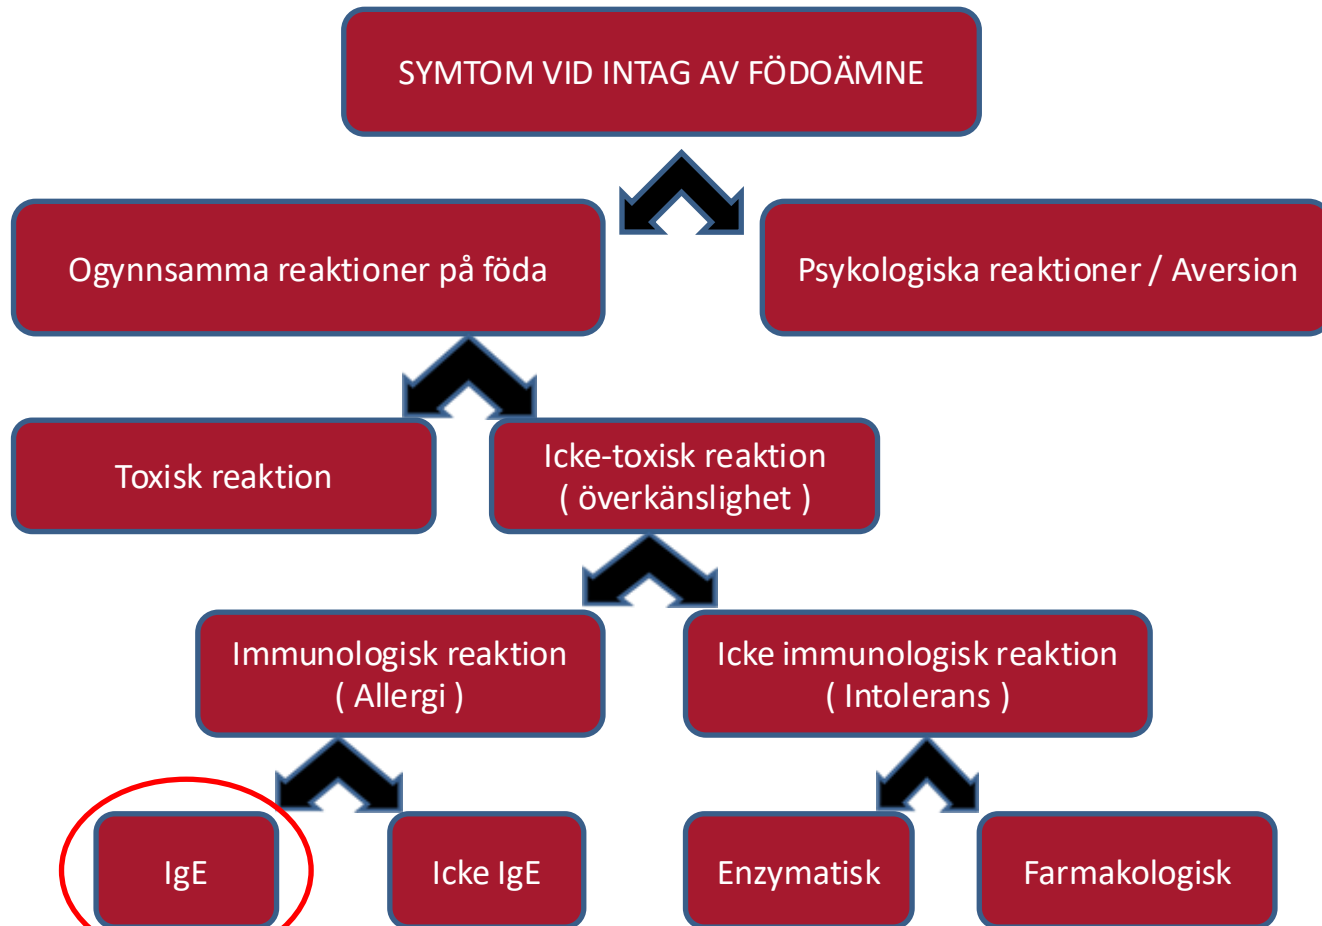 SYMTOM VID INTAG AV FÖDOÄMNE
Ogynnsamma reaktioner på föda
Psykologiska reaktioner / Aversion
Toxisk reaktion
Icke-toxisk reaktion
( överkänslighet )
Immunologisk reaktion
( Allergi )
Icke immunologisk reaktion
( Intolerans )
IgE
Icke IgE
Enzymatisk
Farmakologisk